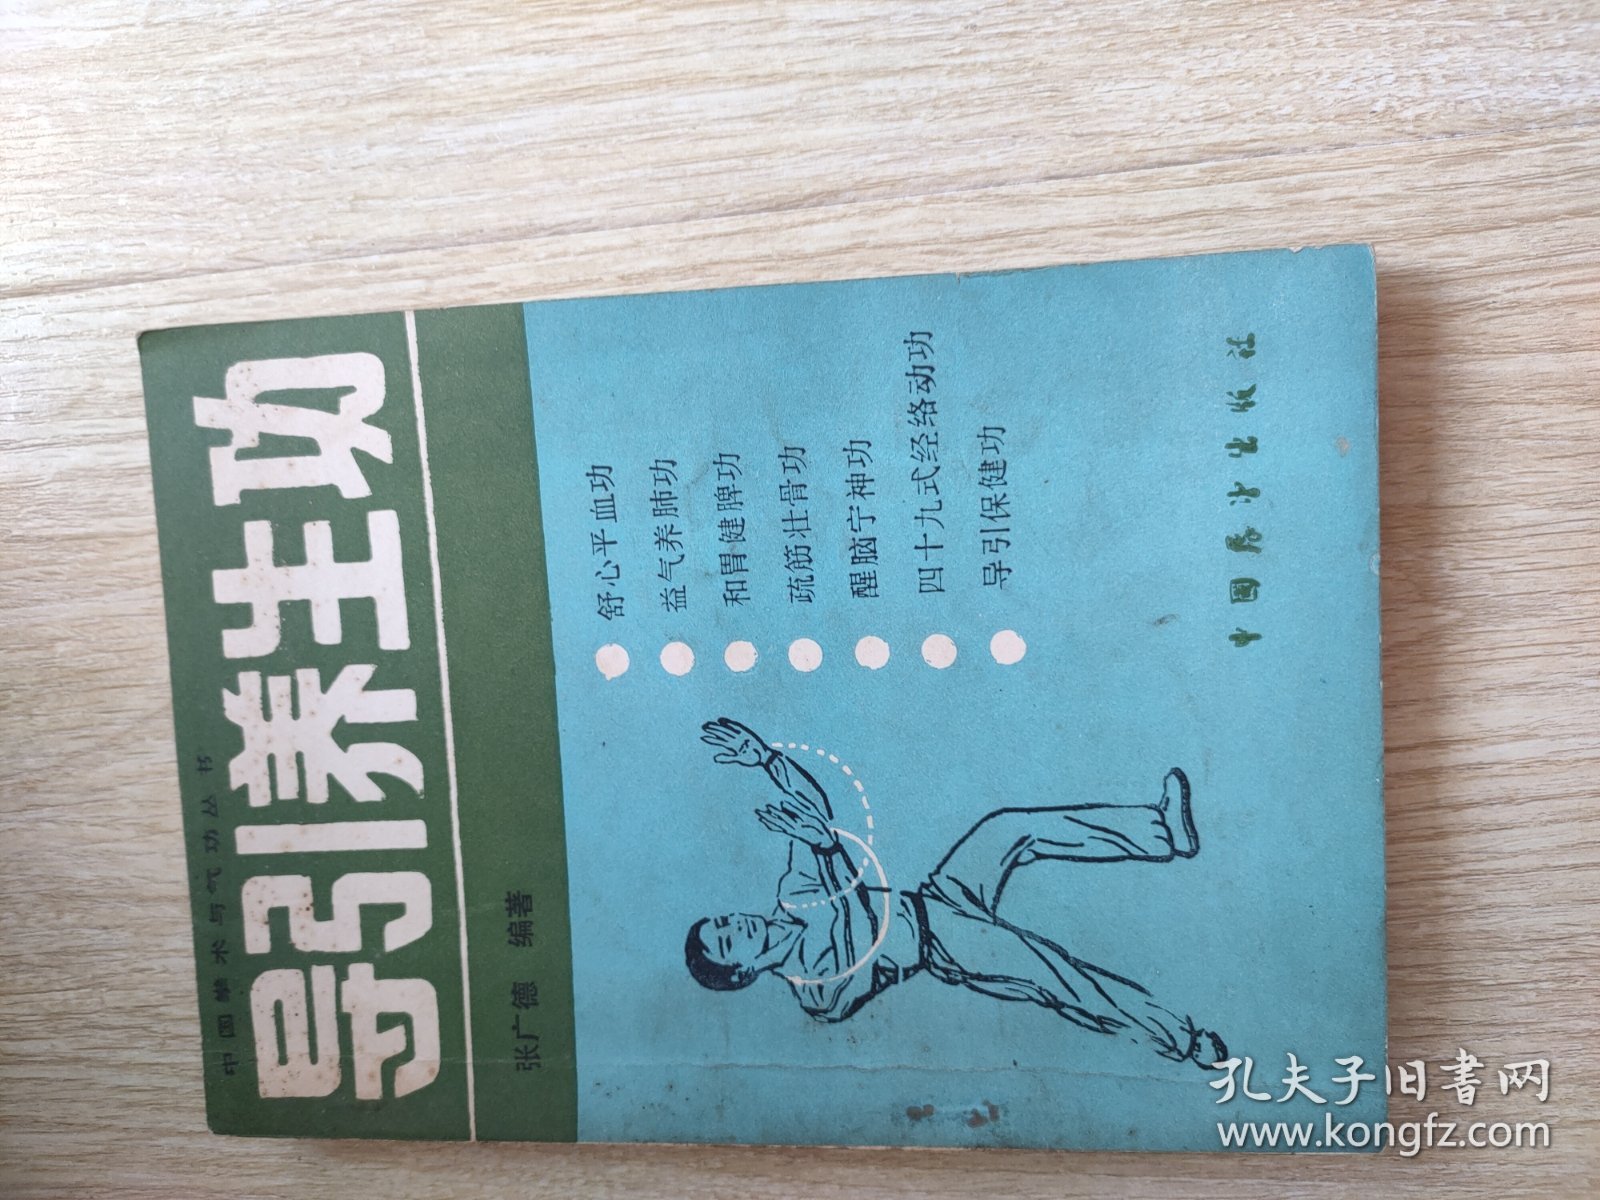 中国拳术与气功丛书
导引养生功
张广德 编著
舒心平血功
益气养肺功
和胃健脾功
疏筋壮骨功
醒脑宁神功
四十九式经络动功
导引保健功
中國展望出版社
孔夫子旧書网
www.kongfz.com